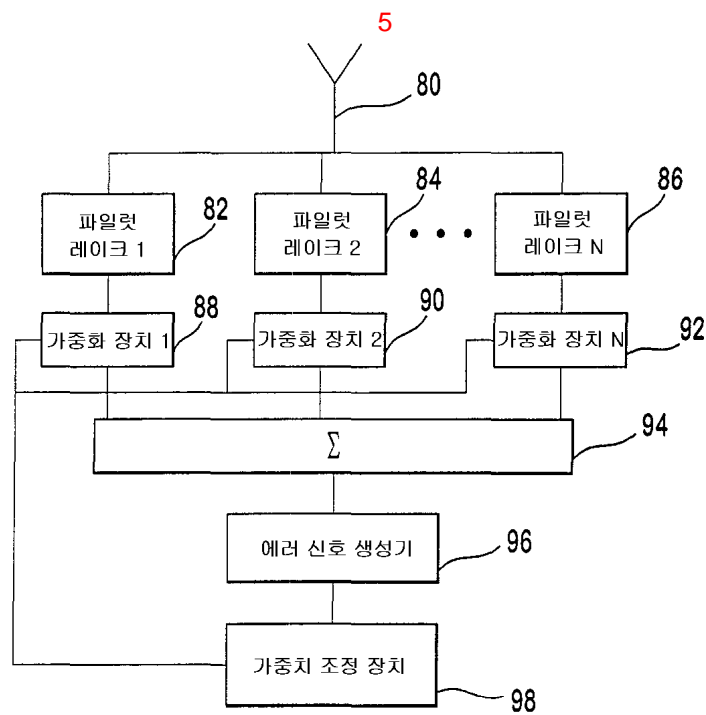 5
80
파일럿
레이크 1
82
파일럿
레이크 2
84
• • •
파일럿
레이크 N
86
가중화 장치 1
88
가중화 장치 2
90
가중화 장치 N
92
Σ
94
에러 신호 생성기
96
가중치 조정 장치
98